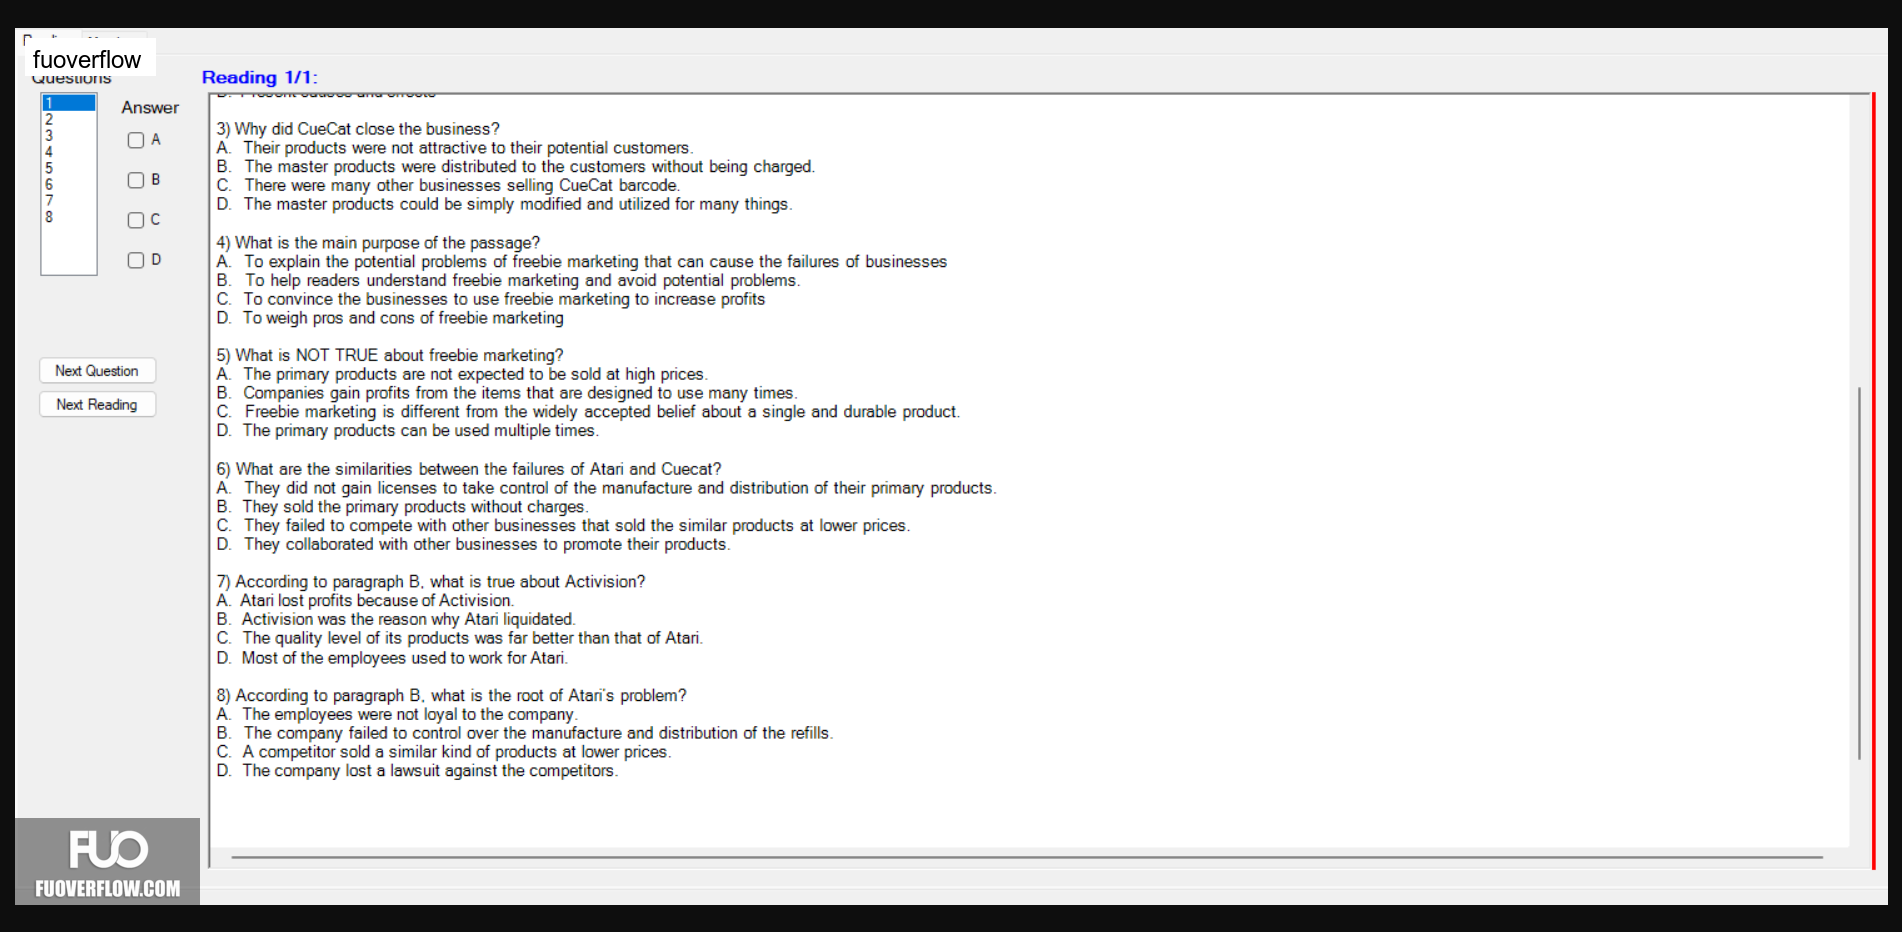 fuoverflow
Questions
Reading 1/1:
1
2
3
4
5
6
7
8
Answer
A
B
C
D
Next Question
Next Reading
3) Why did CueCat close the business?
A. Their products were not attractive to their potential customers.
B. The master products were distributed to the customers without being charged.
C. There were many other businesses selling CueCat barcode.
D. The master products could be simply modified and utilized for many things.
4) What is the main purpose of the passage?
A. To explain the potential problems of freebie marketing that can cause the failures of businesses
B. To help readers understand freebie marketing and avoid potential problems.
C. To convince the businesses to use freebie marketing to increase profits
D. To weigh pros and cons of freebie marketing
5) What is NOT TRUE about freebie marketing?
A. The primary products are not expected to be sold at high prices.
B. Companies gain profits from the items that are designed to use many times.
C. Freebie marketing is different from the widely accepted belief about a single and durable product.
D. The primary products can be used multiple times.
6) What are the similarities between the failures of Atari and Cuecat?
A. They did not gain licenses to take control of the manufacture and distribution of their primary products.
B. They sold the primary products without charges.
C. They failed to compete with other businesses that sold the similar products at lower prices.
D. They collaborated with other businesses to promote their products.
7) According to paragraph B, what is true about Activision?
A. Atari lost profits because of Activision.
B. Activision was the reason why Atari liquidated.
C. The quality level of its products was far better than that of Atari.
D. Most of the employees used to work for Atari.
8) According to paragraph B, what is the root of Atari's problem?
A. The employees were not loyal to the company.
B. The company failed to control over the manufacture and distribution of the refills.
C. A competitor sold a similar kind of products at lower prices.
D. The company lost a lawsuit against the competitors.
FUO
FUOVERFLOW.COM